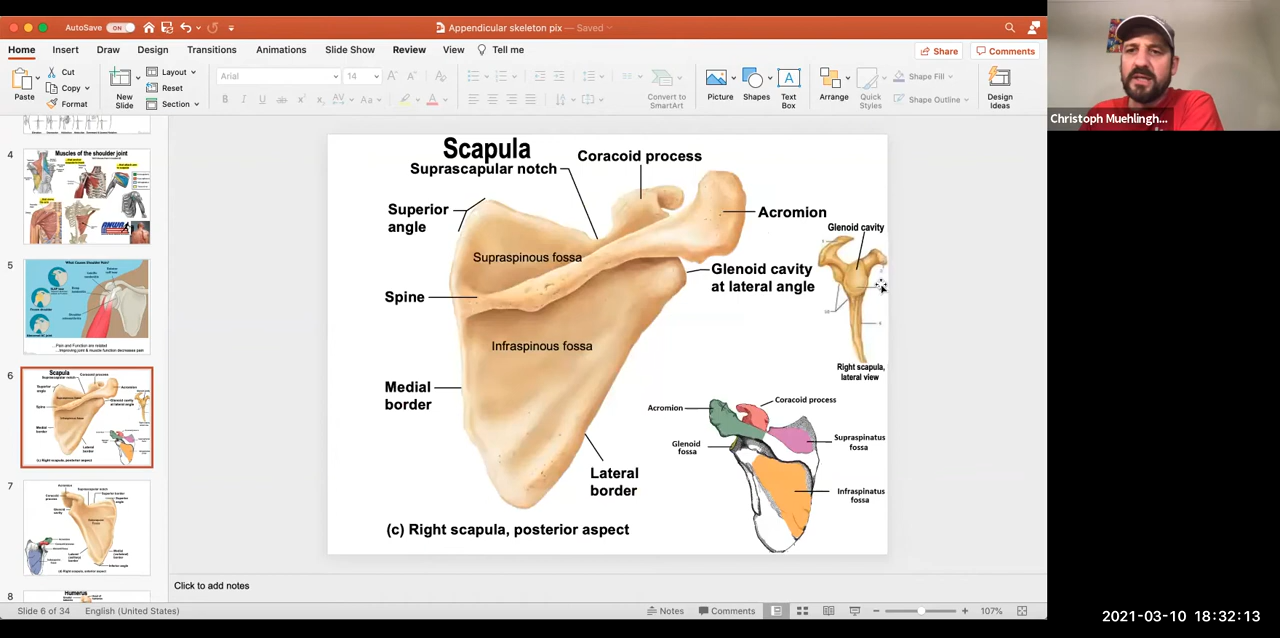 AutoSave ON
Appendicular skeleton pix — Saved
Home Insert Draw Design Transitions Animations Slide Show Review View Tell me
Share Comments
Paste
Cut
Copy
Format
New
Slide
Layout
Reset
Section
Arial 14
Convert to
SmartArt
Picture
Shapes
Text
Box
Arrange
Quick
Styles
Shape Fill
Shape Outline
Design
Ideas
Christoph Muehlingh...
4
Muscles of the shoulder joint
5
6
7
8
Humerus
Scapula
Suprascapular notch
Coracoid process
Superior
angle
Acromion
Supraspinous fossa
Glenoid cavity
at lateral angle
Spine
Infraspinous fossa
Medial
border
Lateral
border
(c) Right scapula, posterior aspect
Glenoid cavity
Right scapula,
lateral view
Acromion
Coracoid process
Glenoid
fossa
Supraspinatus
fossa
Infraspinatus
fossa
Click to add notes
Slide 6 of 34 English (United States)
Notes Comments 107%
2021-03-10 18:32:13